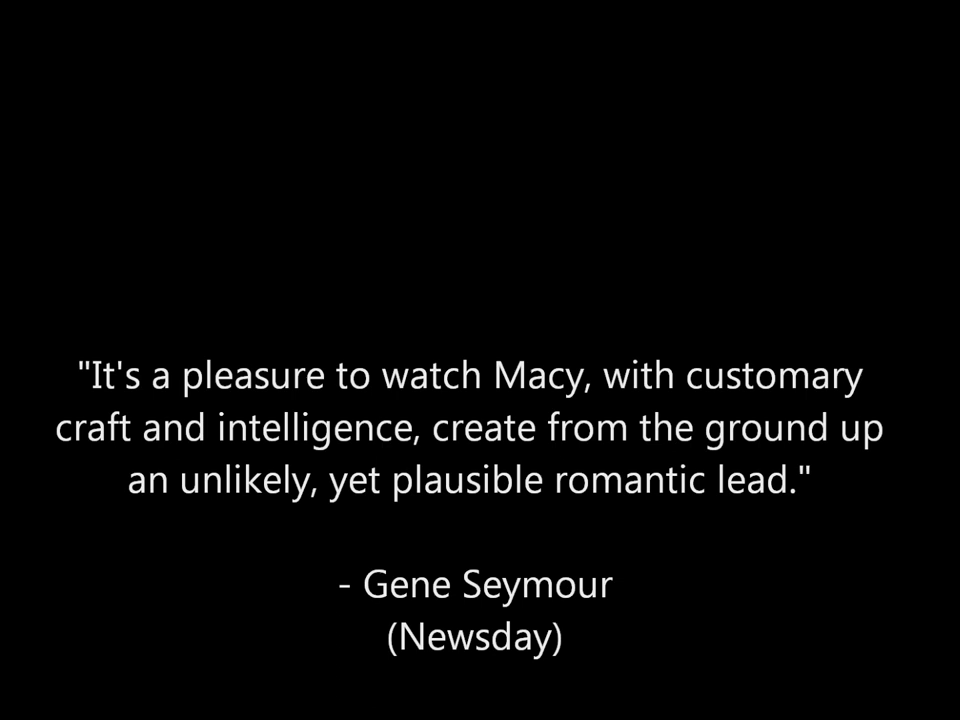 "It's a pleasure to watch Macy, with customary
craft and intelligence, create from the ground up
an unlikely, yet plausible romantic lead."
- Gene Seymour
(Newsday)